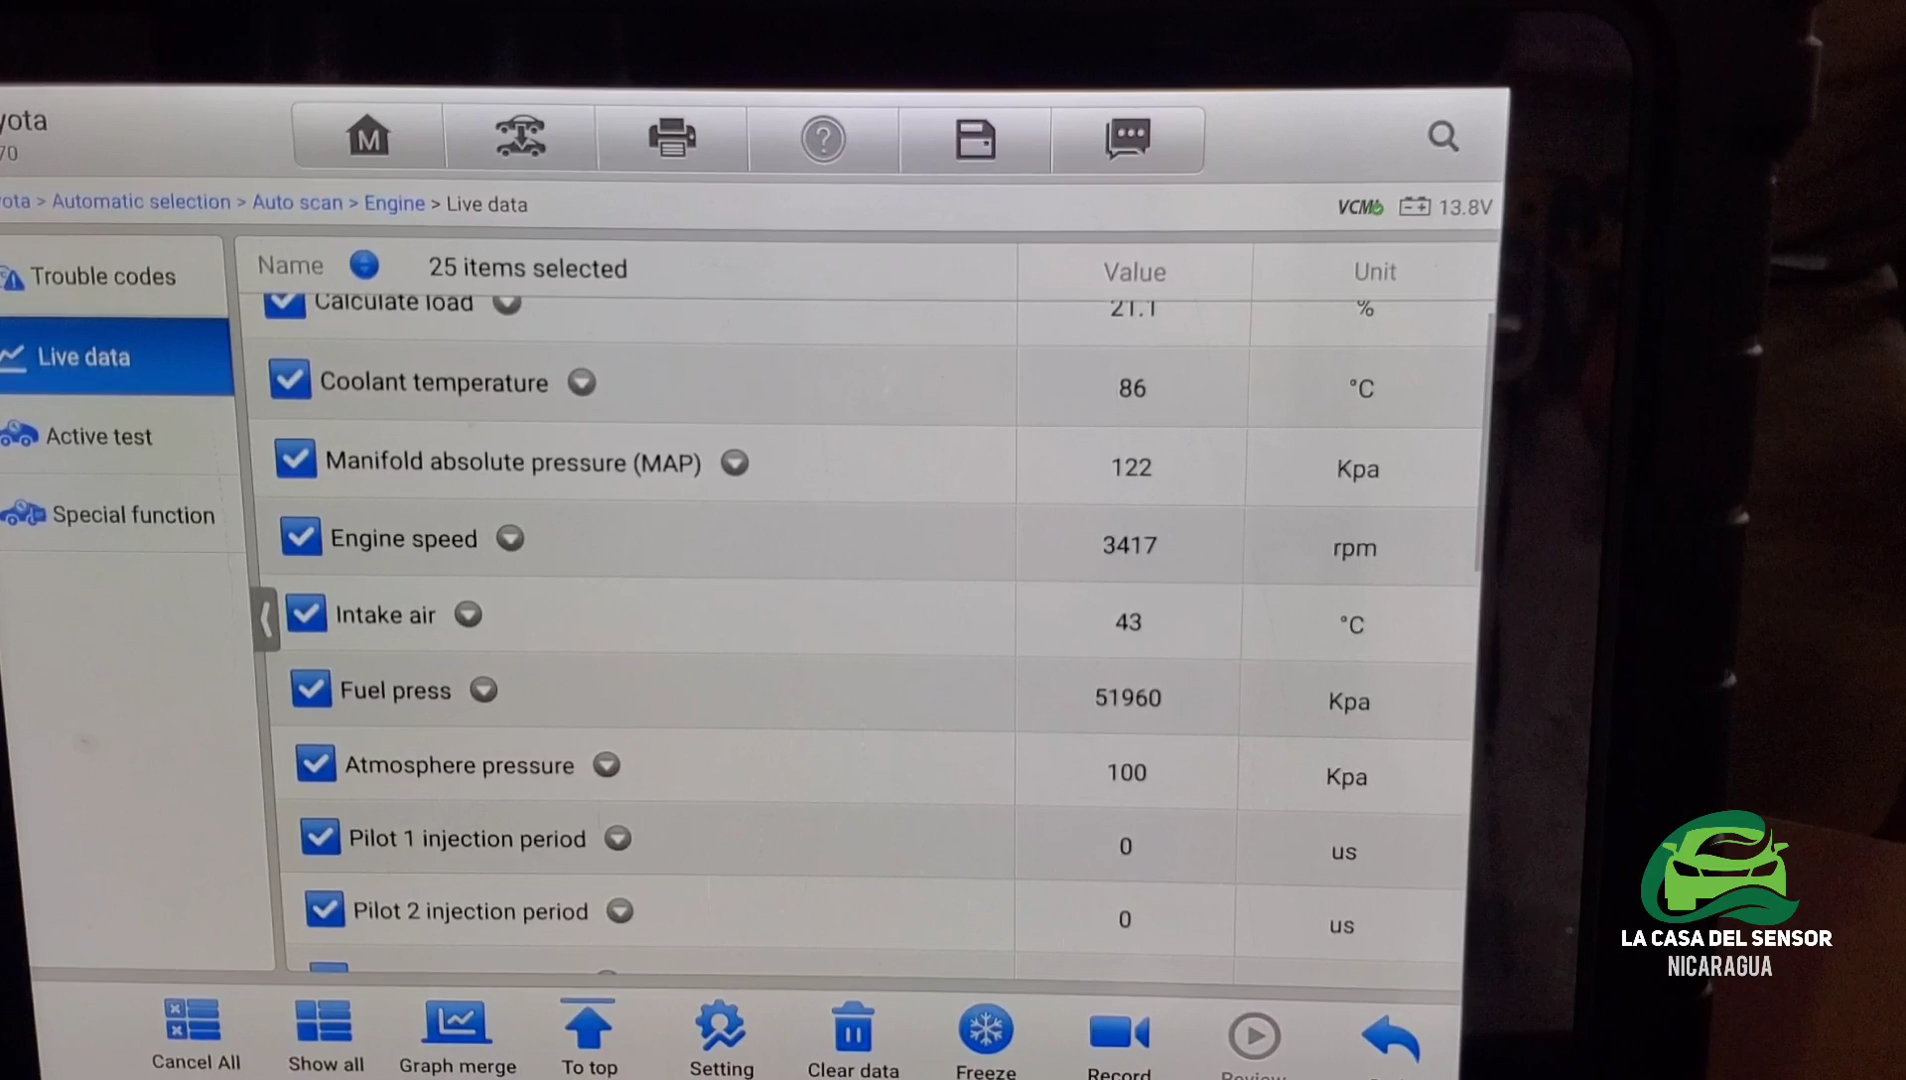 yota
70
ota > Automatic selection > Auto scan > Engine > Live data
VCMI 13.8V
Trouble codes
Live data
Active test
Special function
Name 25 items selected Value Unit
Calculate load 21.1 %
Coolant temperature 86 °C
Manifold absolute pressure (MAP) 122 Kpa
Engine speed 3417 rpm
Intake air 43 °C
Fuel press 51960 Kpa
Atmosphere pressure 100 Kpa
Pilot 1 injection period 0 us
Pilot 2 injection period 0 us
Cancel All Show all Graph merge To top Setting Clear data Freeze Record Review
LA CASA DEL SENSOR
NICARAGUA